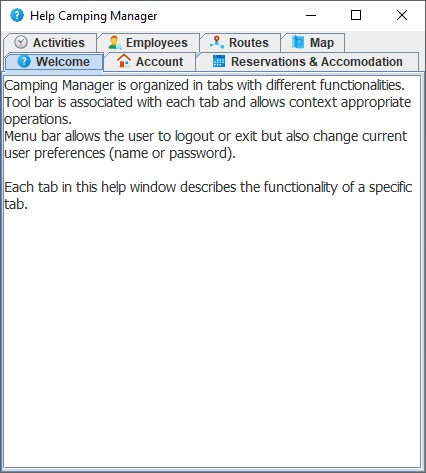 Help Camping Manager
Activities Employees Routes Map
Welcome Account Reservations & Accomodation
Camping Manager is organized in tabs with different functionalities.
Tool bar is associated with each tab and allows context appropriate
operations.
Menu bar allows the user to logout or exit but also change current
user preferences (name or password).
Each tab in this help window describes the functionality of a specific
tab.